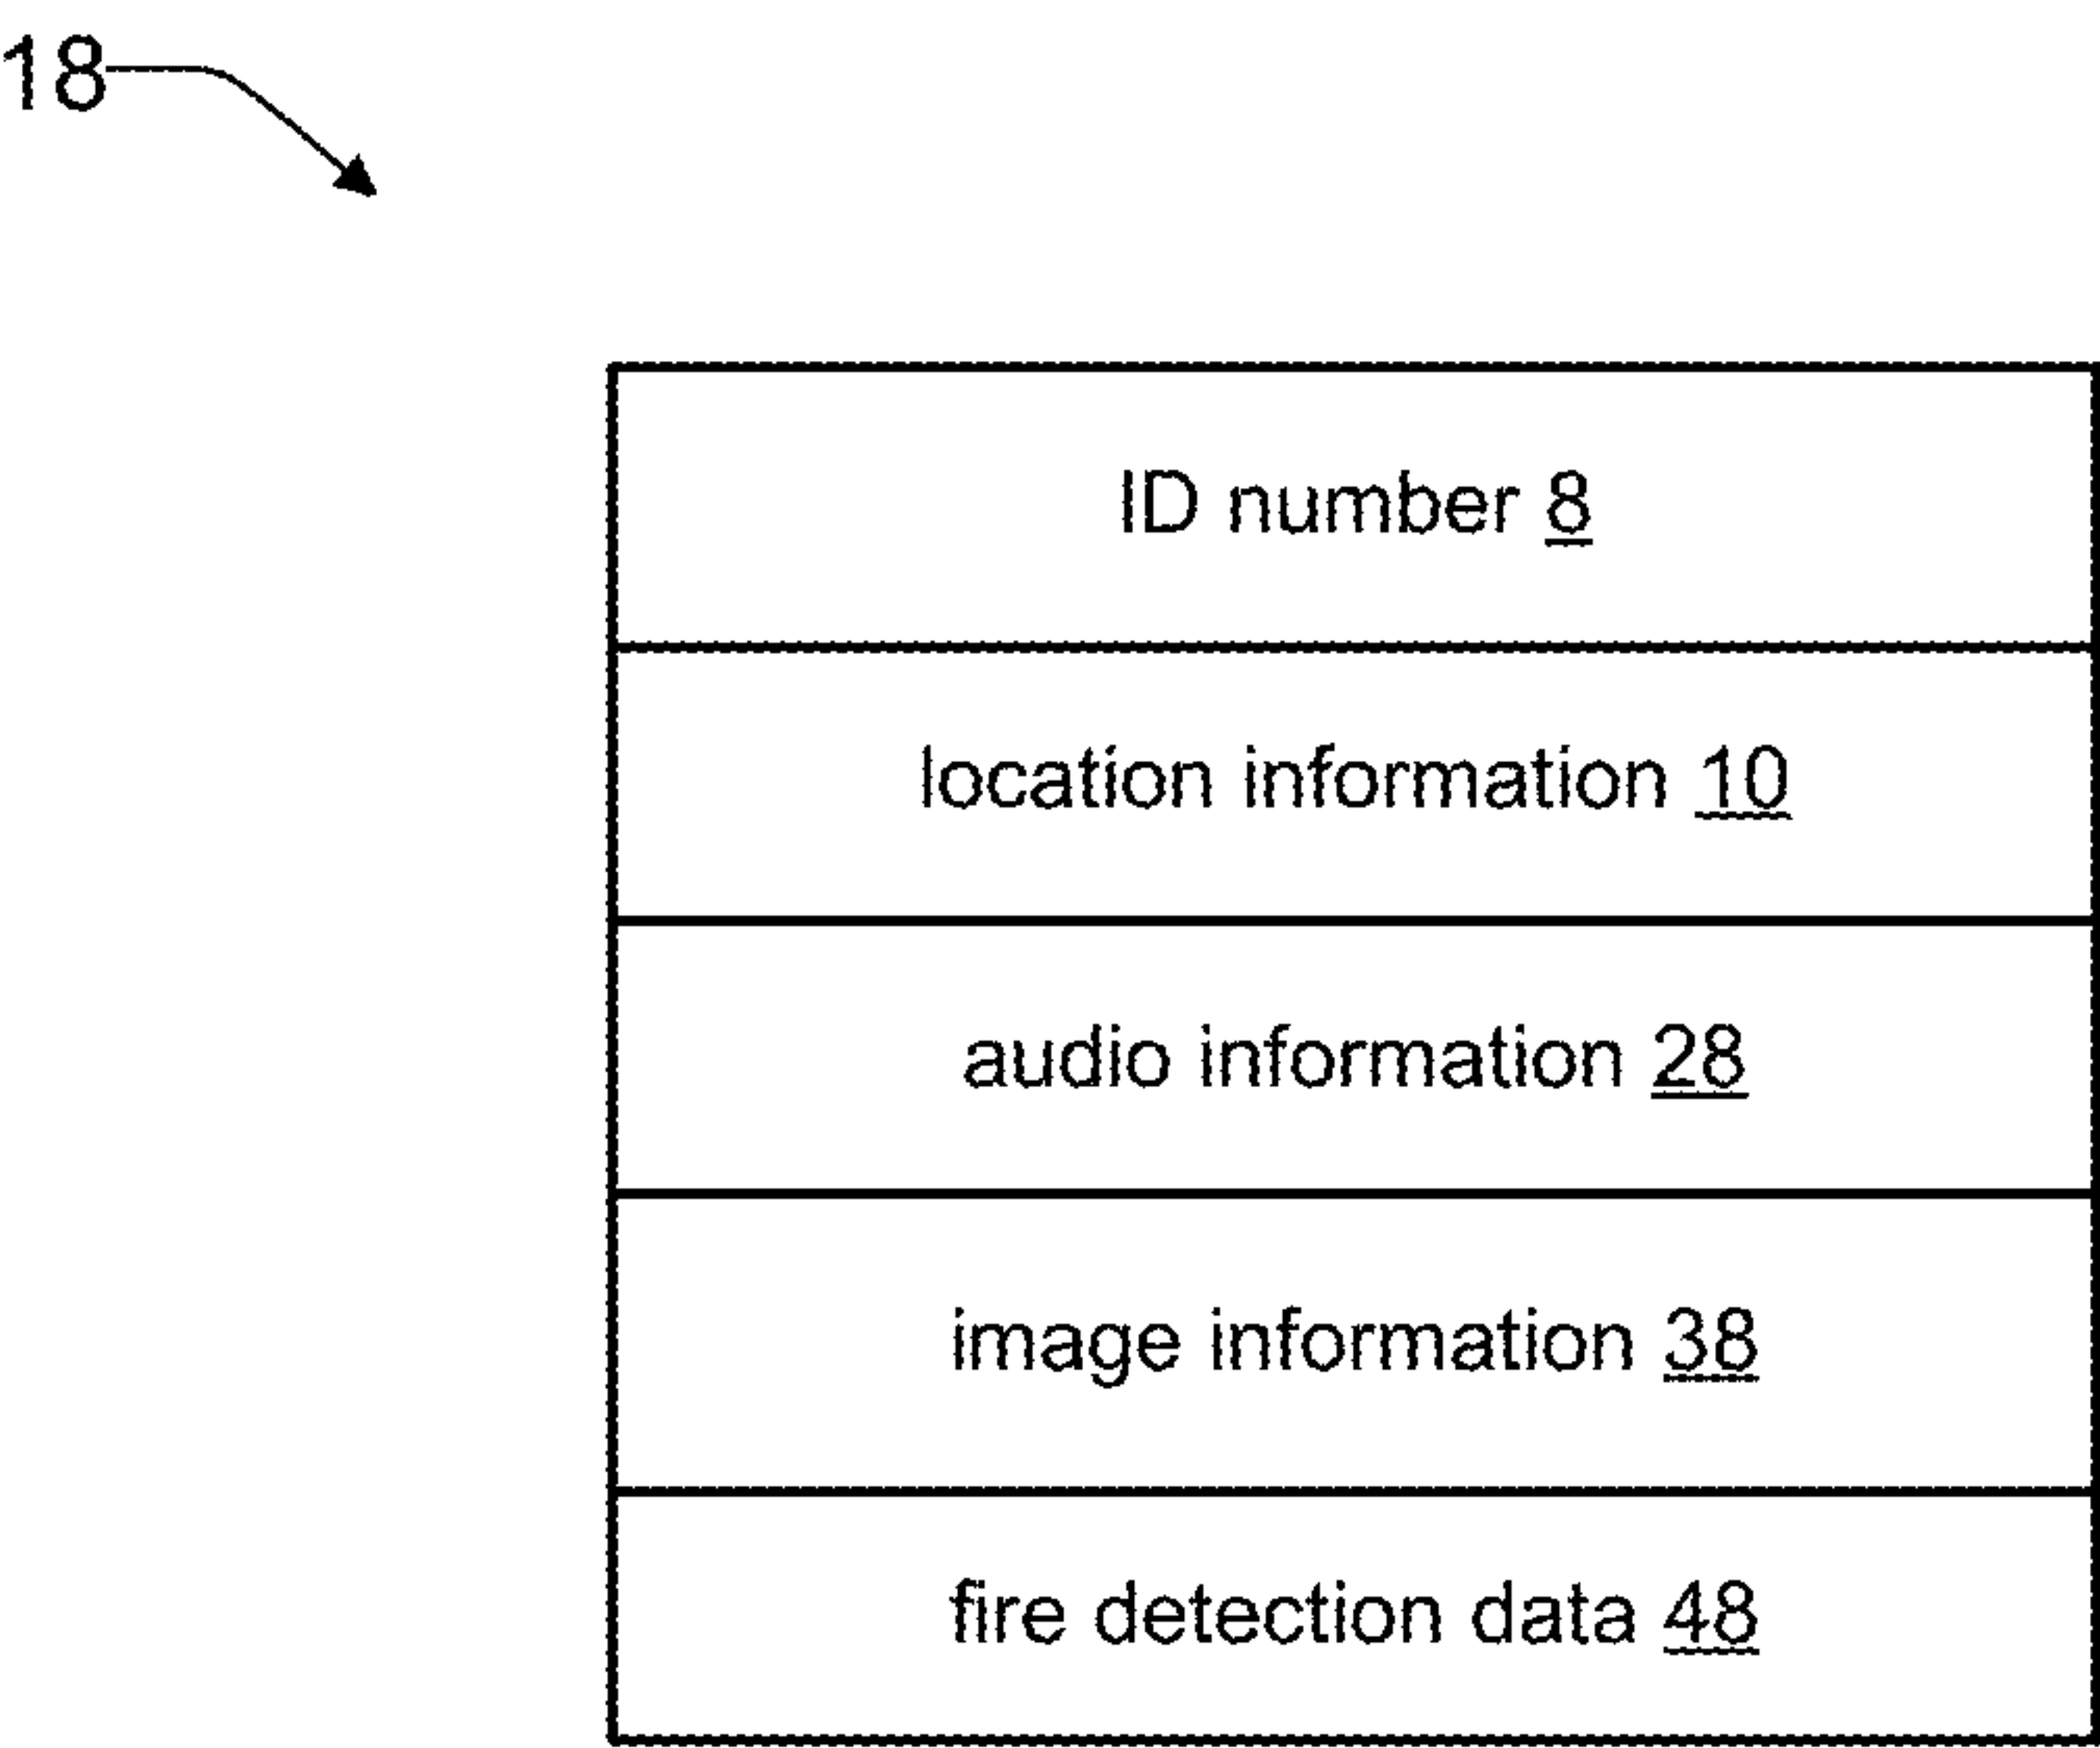 18
ID number 8
location information 10
audio information 28
image information 38
fire detection data 48